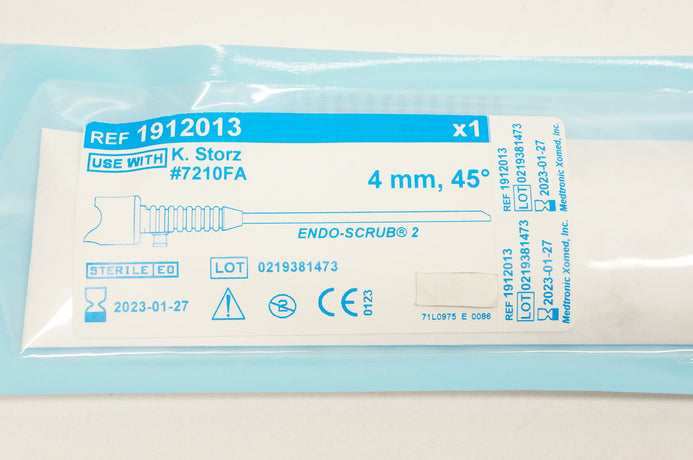 REF 1912013 x1
USE WITH K. Storz
#7210FA
4 mm, 45°
ENDO-SCRUB® 2
STERILE EO
LOT 0219381473
2023-01-27
2
CE 0123
71L0975 E 0086
REF 1912013
LOT 0219381473
2023-01-27
Medtronic Xomed, Inc.
REF 1912013
LOT 0219381473
2023-01-27
Medtronic Xomed, Inc.